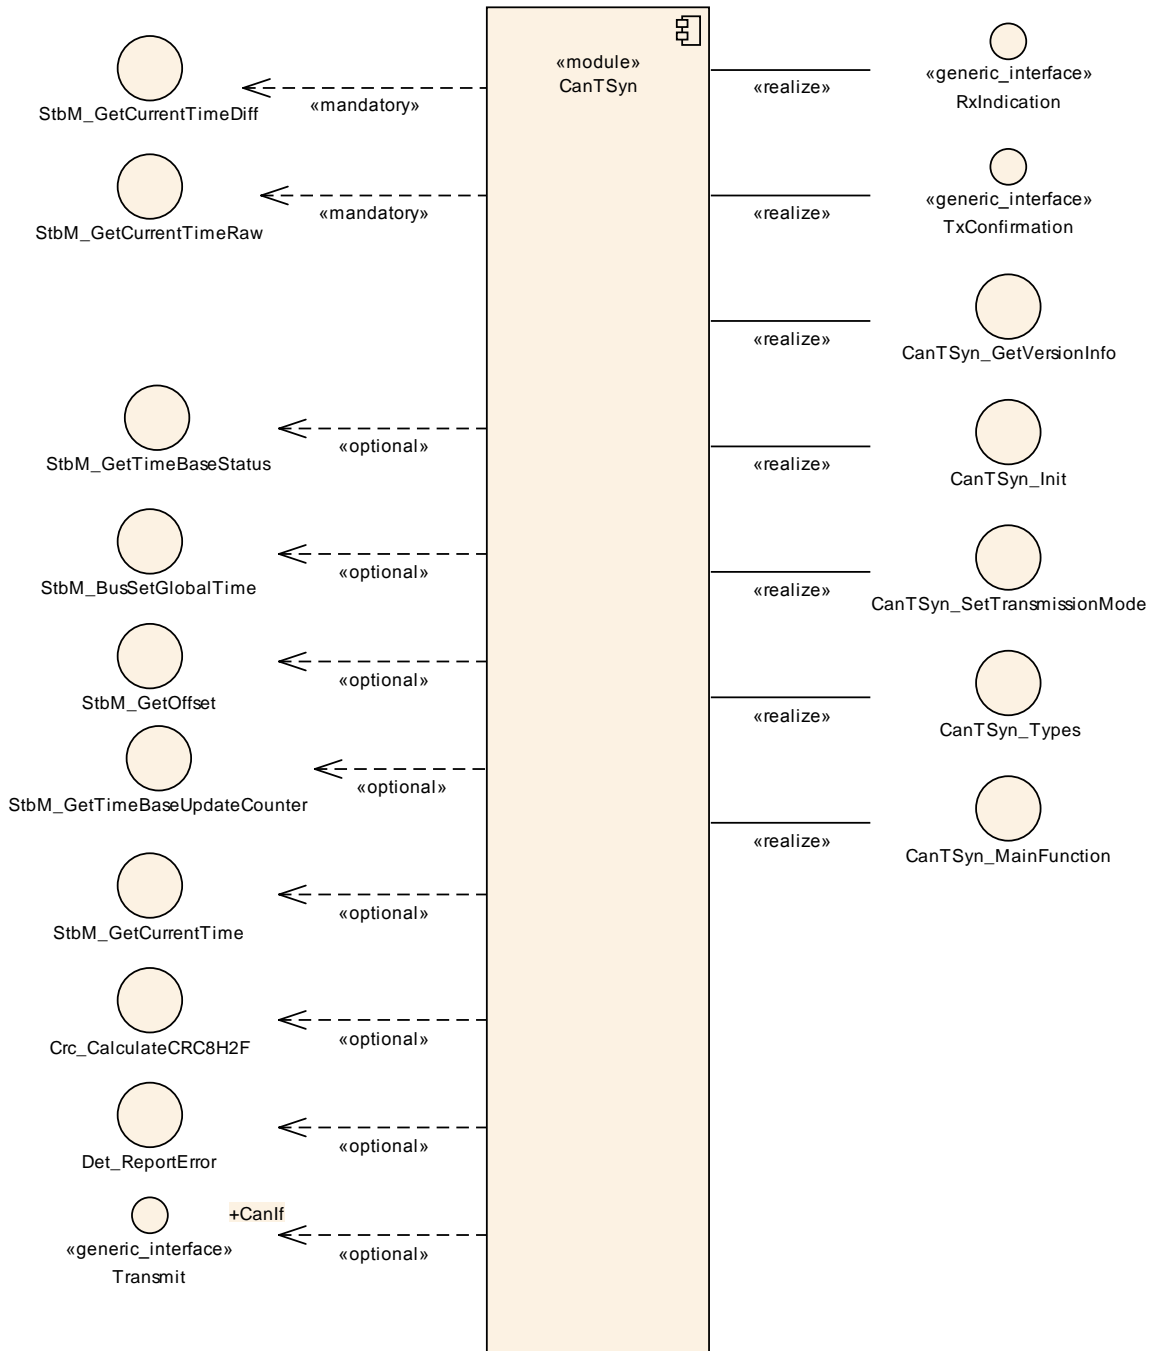 «module»
CanTSyn
StbM_GetCurrentTimeDiff
«mandatory»
StbM_GetCurrentTimeRaw
«mandatory»
StbM_GetTimeBaseStatus
«optional»
StbM_BusSetGlobalTime
«optional»
StbM_GetOffset
«optional»
StbM_GetTimeBaseUpdateCounter
«optional»
StbM_GetCurrentTime
«optional»
Crc_CalculateCRC8H2F
«optional»
Det_ReportError
«optional»
+CanIf
«generic_interface»
Transmit
«optional»
«realize»
«generic_interface»
RxIndication
«realize»
«generic_interface»
TxConfirmation
«realize»
CanTSyn_GetVersionInfo
«realize»
CanTSyn_Init
«realize»
CanTSyn_SetTransmissionMode
«realize»
CanTSyn_Types
«realize»
CanTSyn_MainFunction